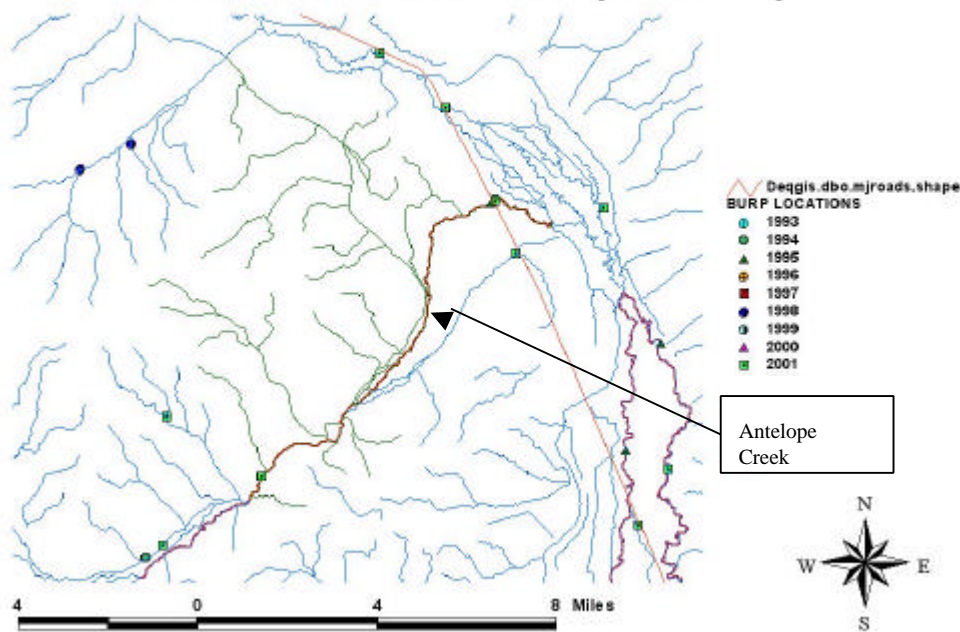 Deqgis.dbo.mjroads.shape
BURP LOCATIONS
1993
1994
1995
1996
1997
1998
1999
2000
2001
Antelope
Creek
N
W E
S
4 0 4 8 Miles